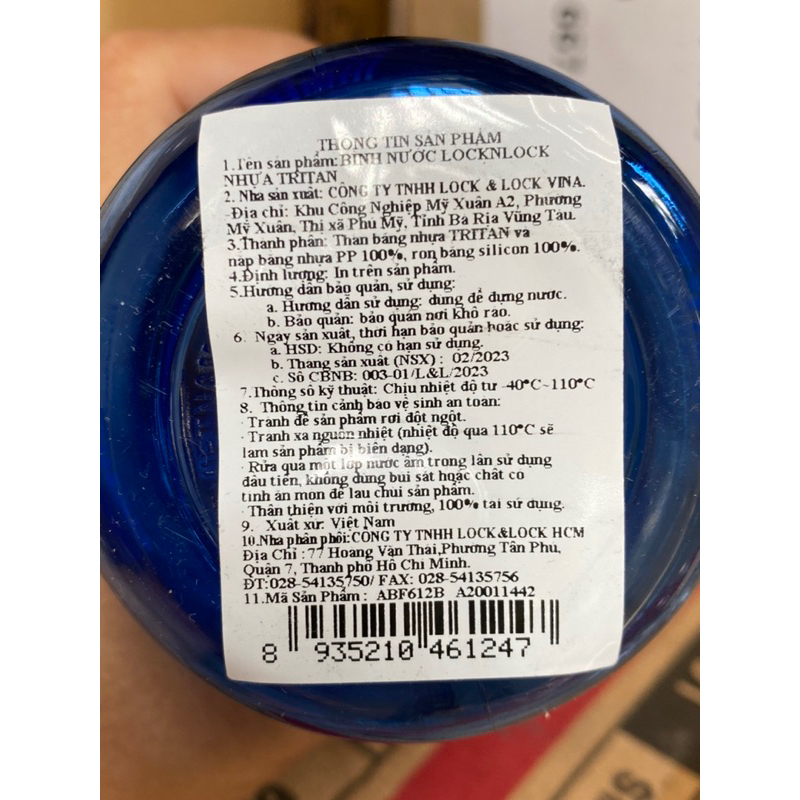 THÔNG TIN SẢN PHẨM
1.Tên sản phẩm:BÌNH NƯỚC LOCKNLOCK
NHỰA TRITAN
2. Nhà sản xuất: CÔNG TY TNHH LOCK & LOCK VINA.
-Địa chỉ: Khu Công Nghiệp Mỹ Xuân A2, Phường
Mỹ Xuân, Thị xã Phú Mỹ, Tỉnh Bà Rịa Vũng Tàu.
3.Thành phần: Thân bằng nhựa TRITAN và
nắp bằng nhựa PP 100%, ron bằng silicon 100%.
4.Định lượng: In trên sản phẩm.
5.Hướng dẫn bảo quản, sử dụng:
a. Hướng dẫn sử dụng: dùng để đựng nước.
b. Bảo quản: bảo quản nơi khô ráo.
6. Ngày sản xuất, thời hạn bảo quản hoặc sử dụng:
a. HSD: Không có hạn sử dụng.
b. Tháng sản xuất (NSX) : 02/2023
c. Số CBNB: 003-01/L&L/2023
7.Thông số kỹ thuật: Chịu nhiệt độ từ -40°C~110°C
8. Thông tin cảnh báo vệ sinh an toàn:
· Tránh để sản phẩm rơi đột ngột.
· Tránh xa nguồn nhiệt (nhiệt độ quá 110°C sẽ
làm sản phẩm bị biến dạng).
· Rửa qua một lớp nước ấm trong lần sử dụng
đầu tiên, không dùng bùi sắt hoặc chất có
tính ăn mòn để lau chùi sản phẩm.
· Thân thiện với môi trường, 100% tái sử dụng.
9. Xuất xứ: Việt Nam
10.Nhà phân phối:CÔNG TY TNHH LOCK&LOCK HCM
Địa Chỉ : 77 Hoàng Văn Thái,Phường Tân Phú,
Quận 7, Thành phố Hồ Chí Minh.
ĐT:028-54135750/ FAX: 028-54135756
11.Mã Sản Phẩm : ABF612B A20011442
8 935210 461247